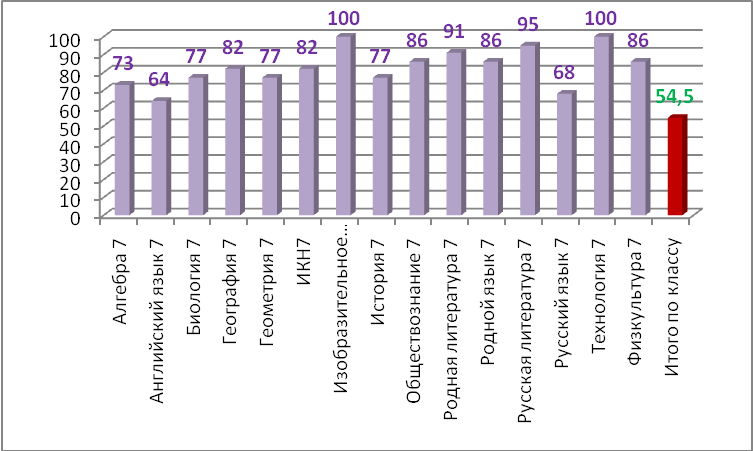 100
90
80
70
60
50
40
30
20
10
0
73
64
77
82
77
82
100
77
86
91
86
95
68
100
86
54,5
Алгебра 7
Английский язык 7
Биология 7
География 7
Геометрия 7
ИКН7
Изобразительное...
История 7
Обществознание 7
Родная литература 7
Родной язык 7
Русская литература 7
Русский язык 7
Технология 7
Физкультура 7
Итого по классу